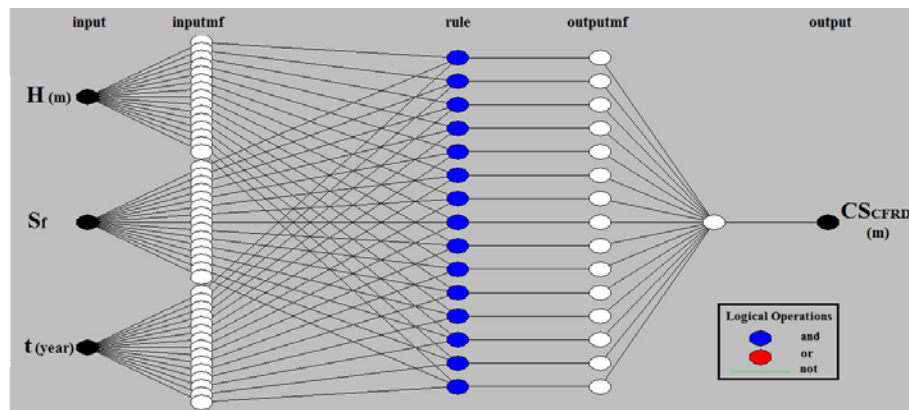 input inputmf rule outputmf output
H (m)
Sf
t (year)
CSCFRD
(m)
Logical Operations
and
or
not